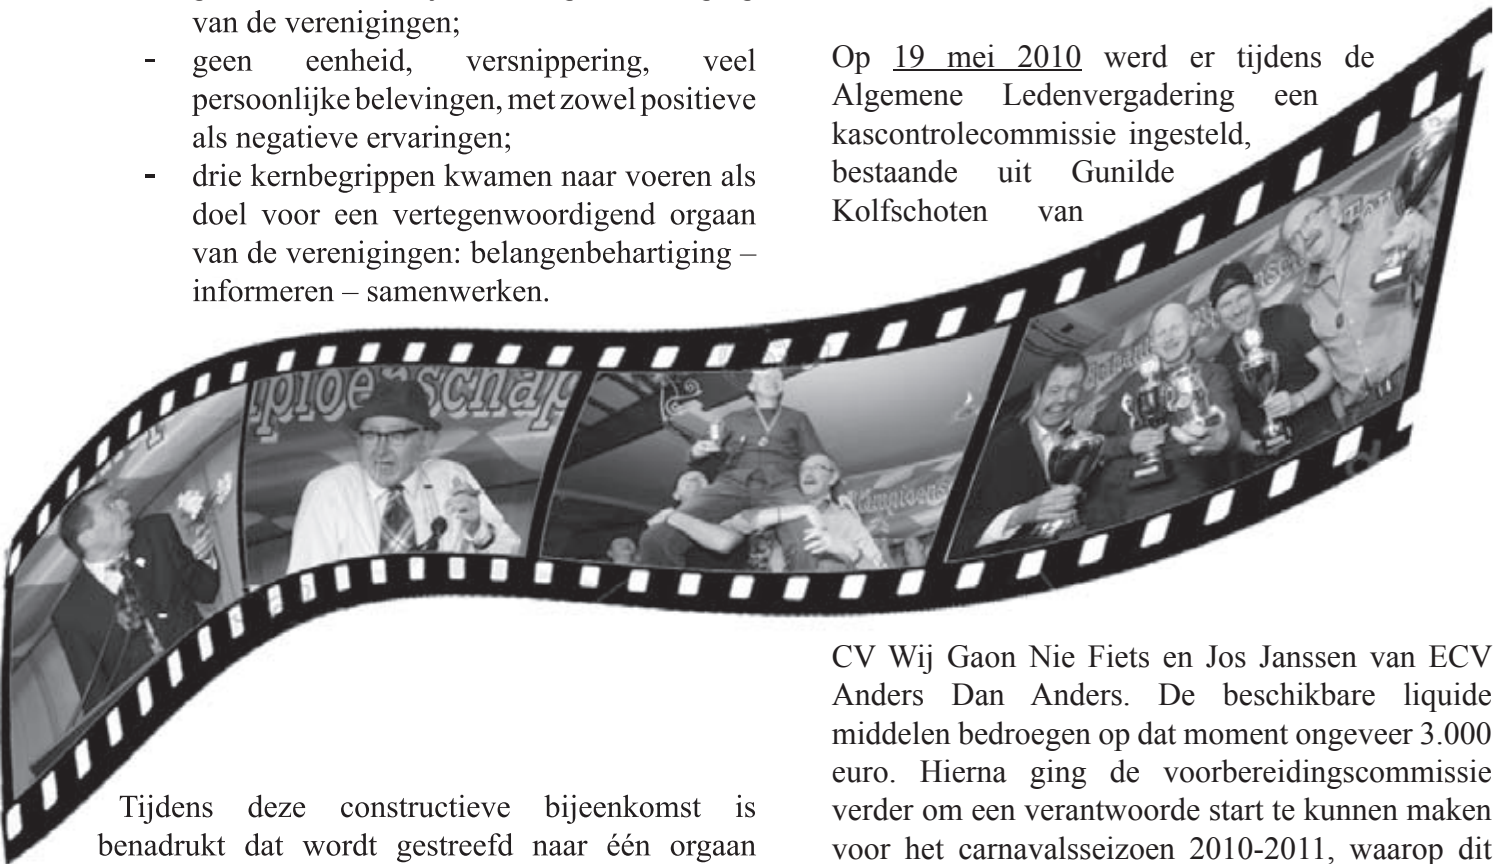 van de verenigingen;
- geen eenheid, versnippering, veel
persoonlijke belevingen, met zowel positieve
als negatieve ervaringen;
- drie kernbegrippen kwamen naar voeren als
doel voor een vertegenwoordigend orgaan
van de verenigingen: belangenbehartiging –
informeren – samenwerken.
Tijdens deze constructieve bijeenkomst is
benadrukt dat wordt gestreefd naar één orgaan
Op 19 mei 2010 werd er tijdens de
Algemene Ledenvergadering een
kascontrolecommissie ingesteld,
bestaande uit Gunilde
Kolfschoten van
CV Wij Gaon Nie Fiets en Jos Janssen van ECV
Anders Dan Anders. De beschikbare liquide
middelen bedroegen op dat moment ongeveer 3.000
euro. Hierna ging de voorbereidingscommissie
verder om een verantwoorde start te kunnen maken
voor het carnavalsseizoen 2010-2011, waarop dit